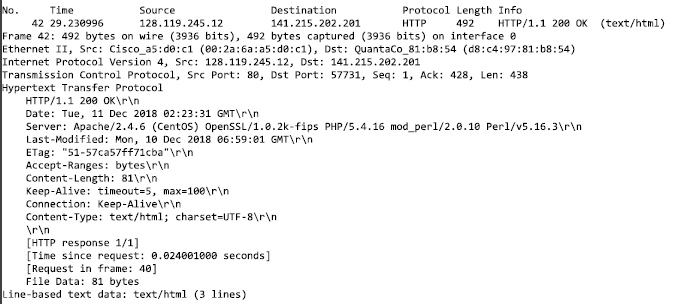 No. Time Source Destination Protocol Length Info
42 29.230996 128.119.245.12 141.215.202.201 HTTP 492 HTTP/1.1 200 OK (text/html)
Frame 42: 492 bytes on wire (3936 bits), 492 bytes captured (3936 bits) on interface 0
Ethernet II, Src: Cisco_a5:d0:c1 (00:2a:6a:a5:d0:c1), Dst: QuantaCo_81:b8:54 (d8:c4:97:81:b8:54)
Internet Protocol Version 4, Src: 128.119.245.12, Dst: 141.215.202.201
Transmission Control Protocol, Src Port: 80, Dst Port: 57731, Seq: 1, Ack: 428, Len: 438
Hypertext Transfer Protocol
HTTP/1.1 200 OK\r\n
Date: Tue, 11 Dec 2018 02:23:31 GMT\r\n
Server: Apache/2.4.6 (CentOS) OpenSSL/1.0.2k-fips PHP/5.4.16 mod_perl/2.0.10 Perl/v5.16.3\r\n
Last-Modified: Mon, 10 Dec 2018 06:59:01 GMT\r\n
ETag: "51-57ca57ff71cba"\r\n
Accept-Ranges: bytes\r\n
Content-Length: 81\r\n
Keep-Alive: timeout=5, max=100\r\n
Connection: Keep-Alive\r\n
Content-Type: text/html; charset=UTF-8\r\n
\r\n
[HTTP response 1/1]
[Time since request: 0.024001000 seconds]
[Request in frame: 40]
File Data: 81 bytes
Line-based text data: text/html (3 lines)